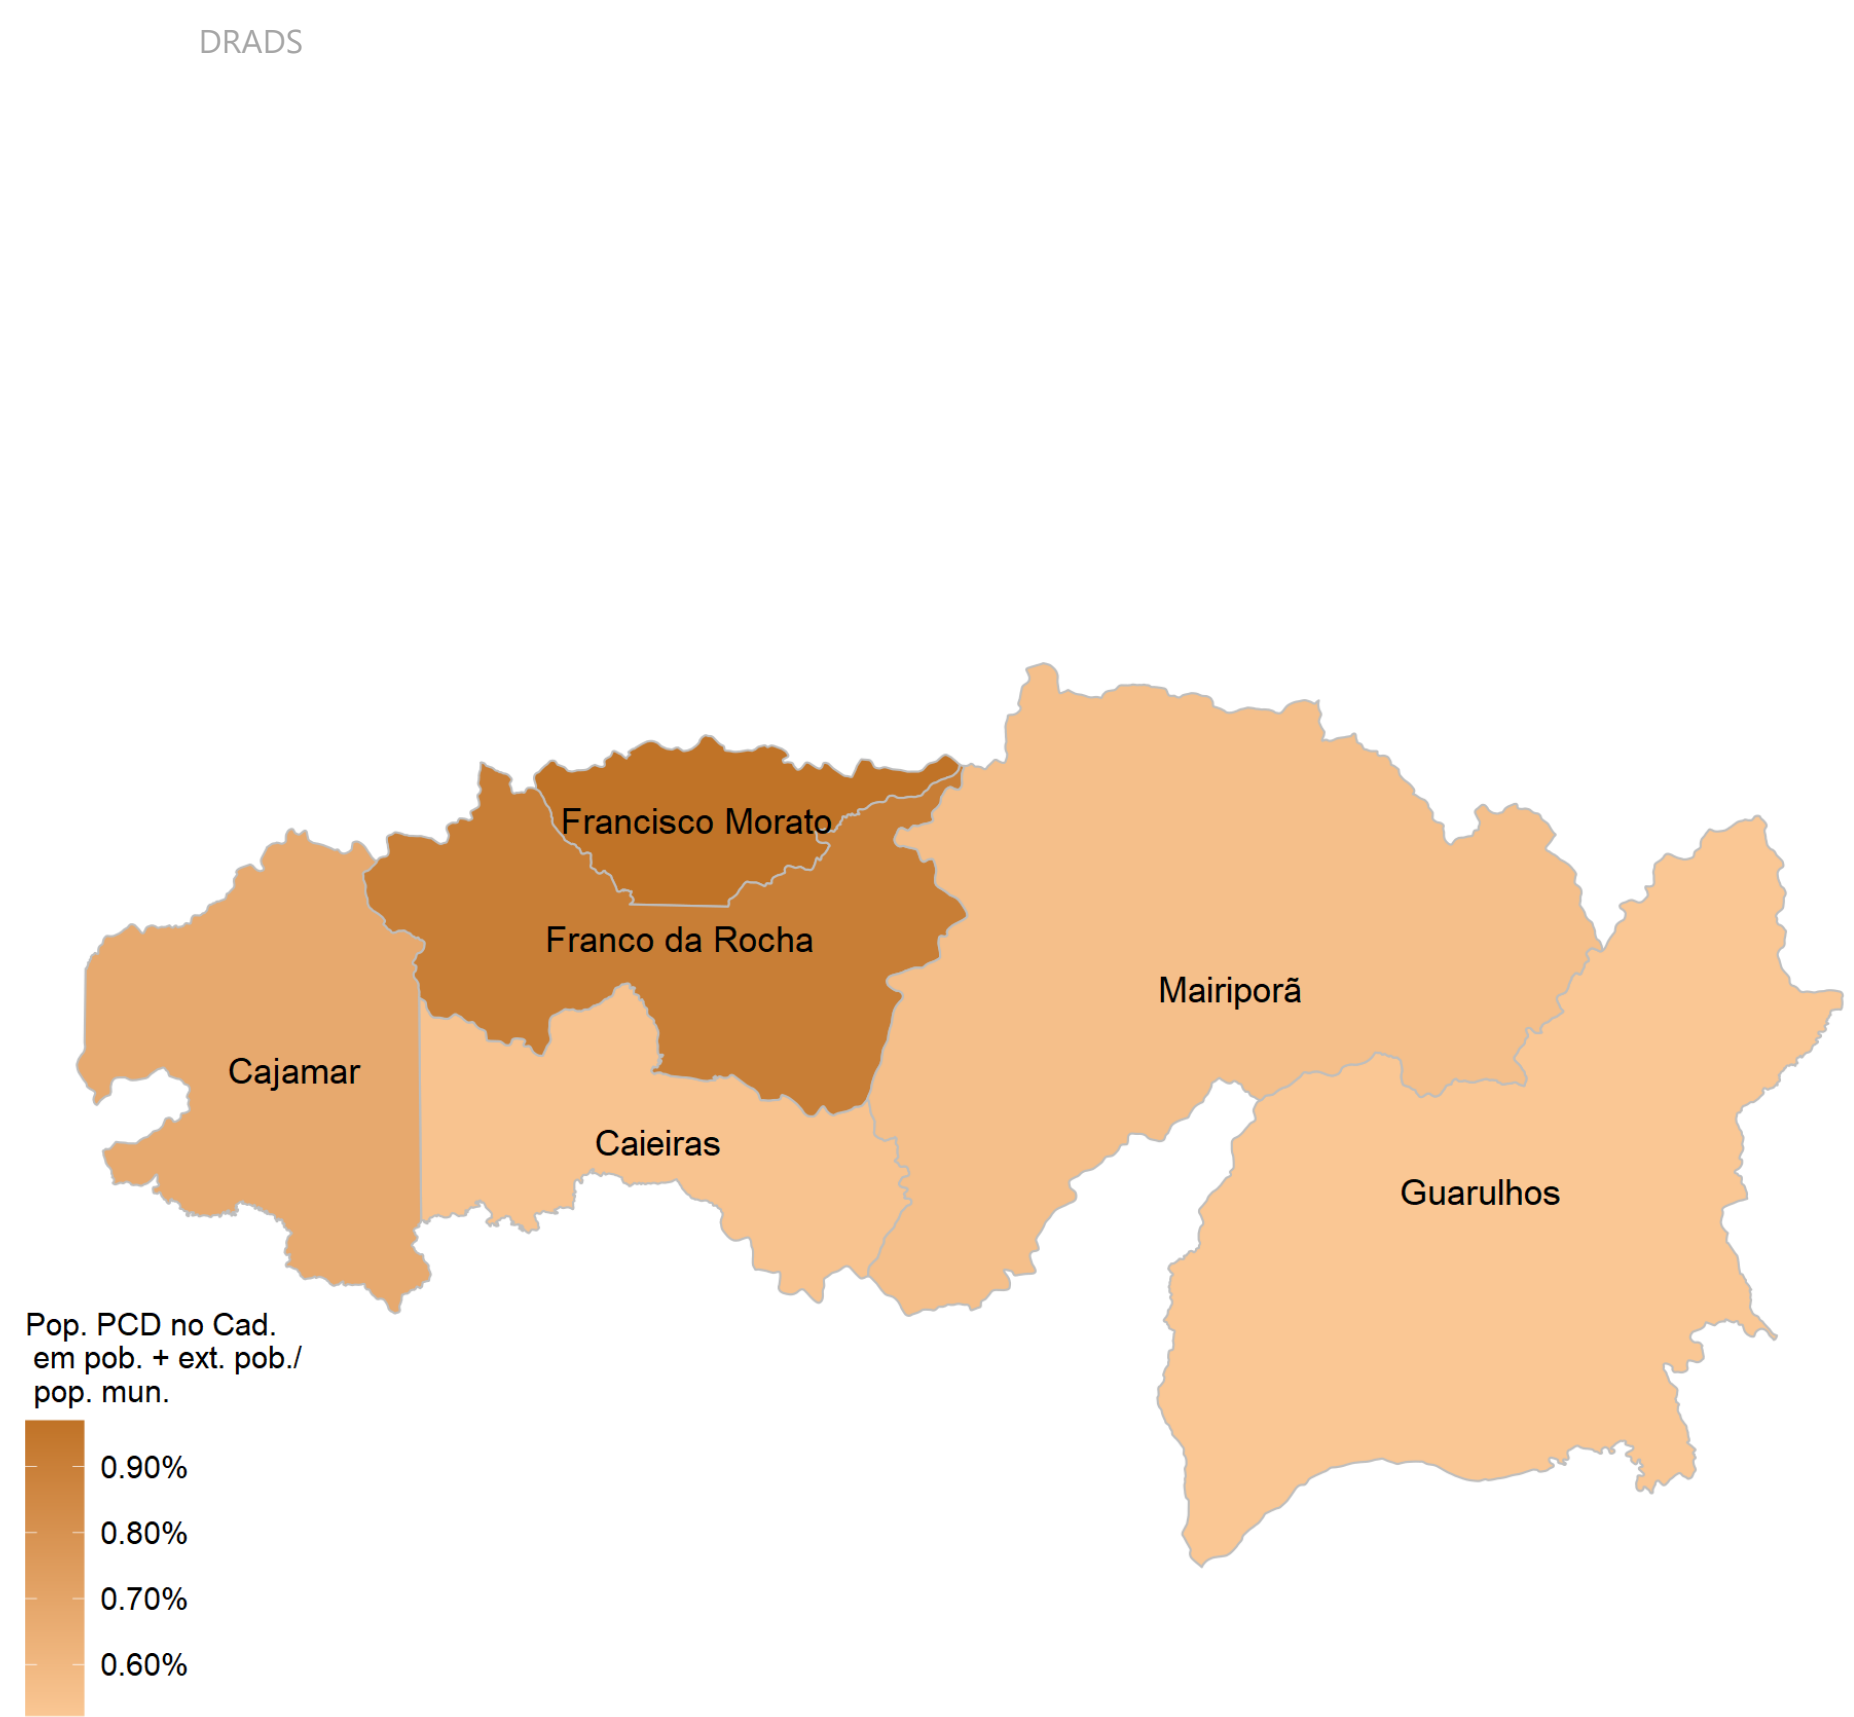 DRADS
Francisco Morato
Franco da Rocha
Mairiporã
Cajamar
Caieiras
Guarulhos
Pop. PCD no Cad.
em pob. + ext. pob./
pop. mun.
0.90%
0.80%
0.70%
0.60%